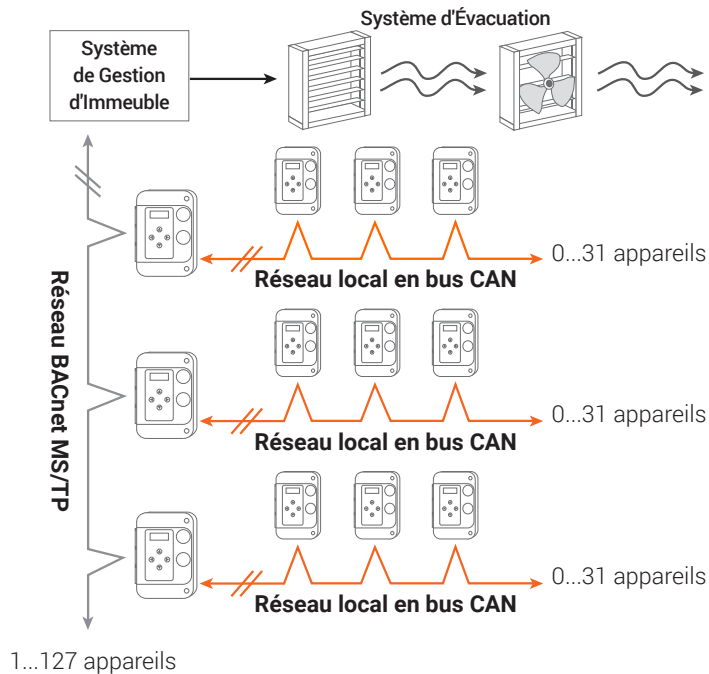 Système d'Évacuation
Système
de Gestion
d'Immeuble
Réseau BACnet MS/TP
0...31 appareils
Réseau local en bus CAN
0...31 appareils
Réseau local en bus CAN
0...31 appareils
Réseau local en bus CAN
1...127 appareils